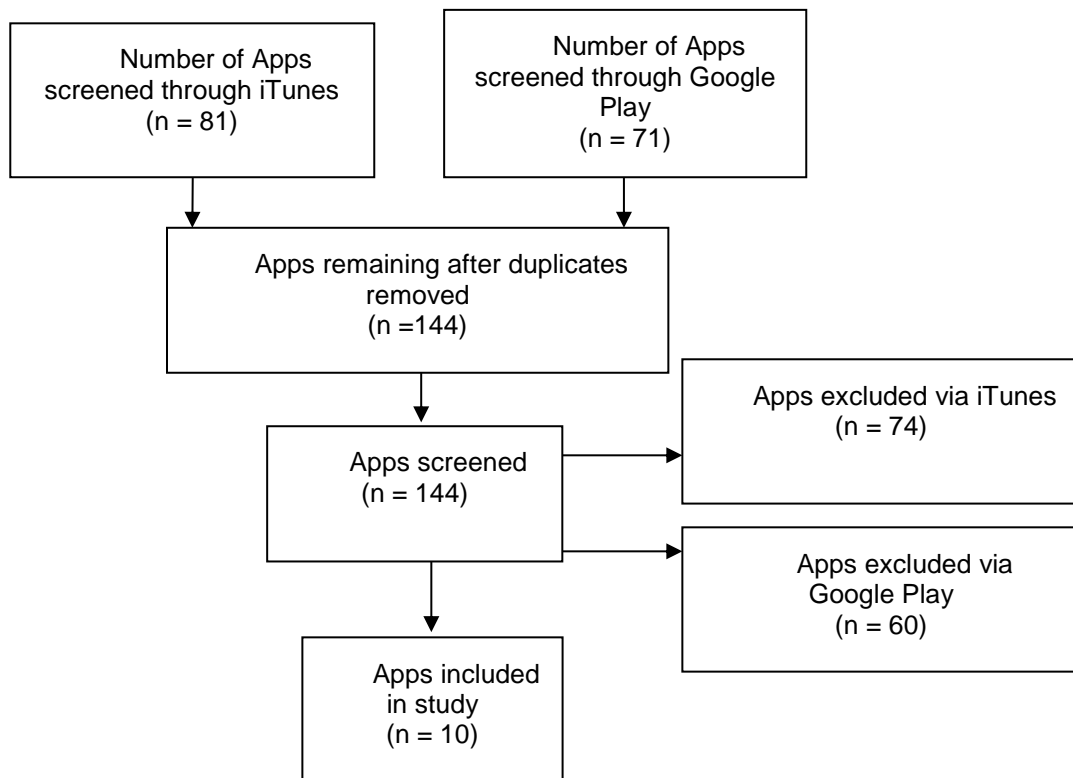 Number of Apps
screened through iTunes
(n = 81)
Number of Apps
screened through Google
Play
(n = 71)
Apps remaining after duplicates
removed
(n =144)
Apps excluded via iTunes
(n = 74)
Apps screened
(n = 144)
Apps excluded via
Google Play
(n = 60)
Apps included
in study
(n = 10)